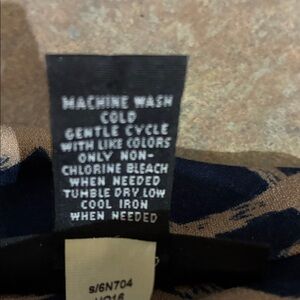 MACHINE WASH
COLD
GENTLE CYCLE
WITH LIKE COLORS
ONLY NON-
CHLORINE BLEACH
WHEN NEEDED
TUMBLE DRY LOW
COOL IRON
WHEN NEEDED
s/6N704